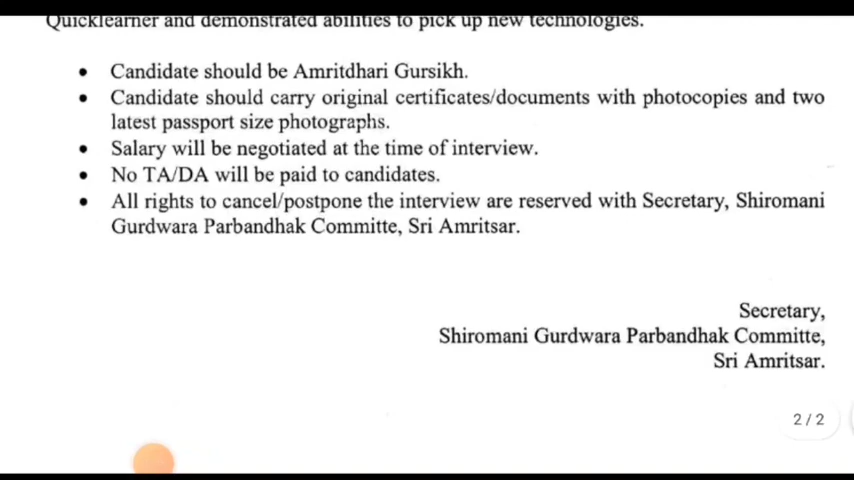 Quicklearner and demonstrated abilities to pick up new technologies.
• Candidate should be Amritdhari Gursikh.
• Candidate should carry original certificates/documents with photocopies and two
latest passport size photographs.
• Salary will be negotiated at the time of interview.
• No TA/DA will be paid to candidates.
• All rights to cancel/postpone the interview are reserved with Secretary, Shiromani
Gurdwara Parbandhak Committe, Sri Amritsar.
Secretary,
Shiromani Gurdwara Parbandhak Committe,
Sri Amritsar.
2 / 2